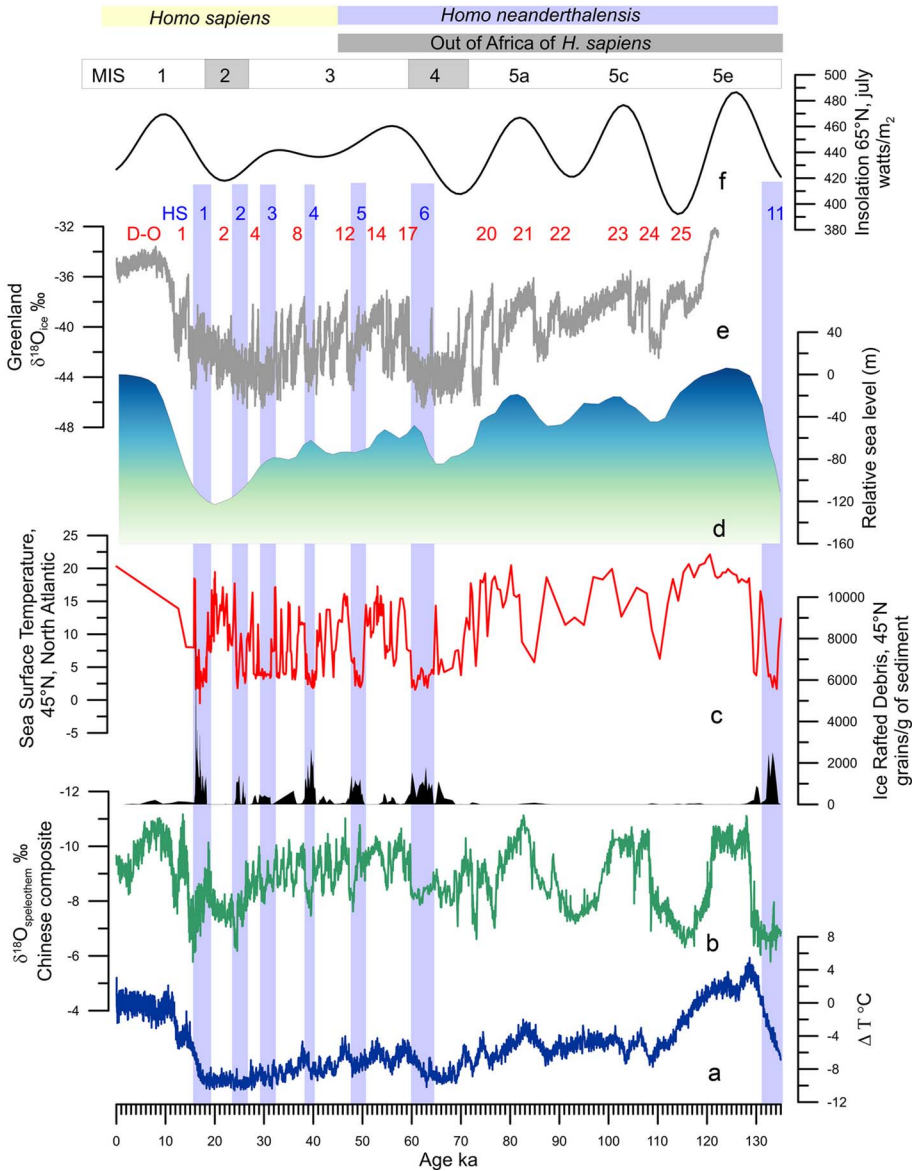 Homo sapiens
Homo neanderthalensis
Out of Africa of H. sapiens
MIS 1 2 3 4 5a 5c 5e
500
480
460
440
420
400
380
Insolation 65°N, july
watts/m2
f
HS 1 2 3 4 5 6 11
D-O 1 2 4 8 12 14 17 20 21 22 23 24 25
-32
-36
-40
-44
-48
Greenland
δ18Oice ‰
e
40
0
-40
-80
-120
-160
Relative sea level (m)
d
25
20
15
10
5
0
-5
Sea Surface Temperature,
45°N, North Atlantic
c
10000
8000
6000
4000
2000
0
Ice Rafted Debris, 45°N
grains/g of sediment
-12
-10
-8
-6
-4
δ18Ospeleothem ‰
Chinese composite
b
8
4
0
-4
-8
-12
Δ T °C
a
0 10 20 30 40 50 60 70 80 90 100 110 120 130
Age ka